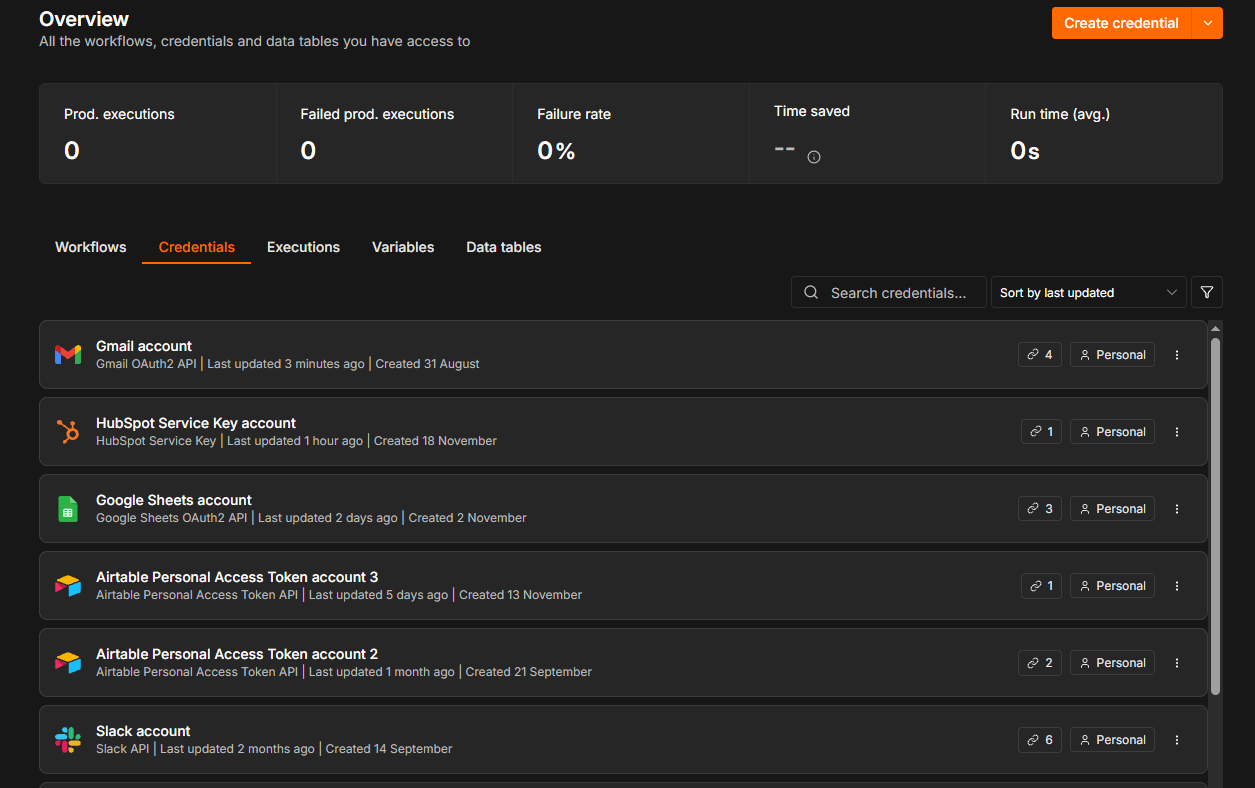 Overview
Create credential
All the workflows, credentials and data tables you have access to
Prod. executions
Failed prod. executions
Failure rate
Time saved
Run time (avg.)
0
0
0%
--
0s
Workflows
Credentials
Executions
Variables
Data tables
Search credentials...
Sort by last updated
Gmail account
Gmail OAuth2 API | Last updated 3 minutes ago | Created 31 August
4
Personal
HubSpot Service Key account
HubSpot Service Key | Last updated 1 hour ago | Created 18 November
1
Personal
Google Sheets account
Google Sheets OAuth2 API | Last updated 2 days ago | Created 2 November
3
Personal
Airtable Personal Access Token account 3
Airtable Personal Access Token API | Last updated 5 days ago | Created 13 November
1
Personal
Airtable Personal Access Token account 2
Airtable Personal Access Token API | Last updated 1 month ago | Created 21 September
2
Personal
Slack account
Slack API | Last updated 2 months ago | Created 14 September
6
Personal